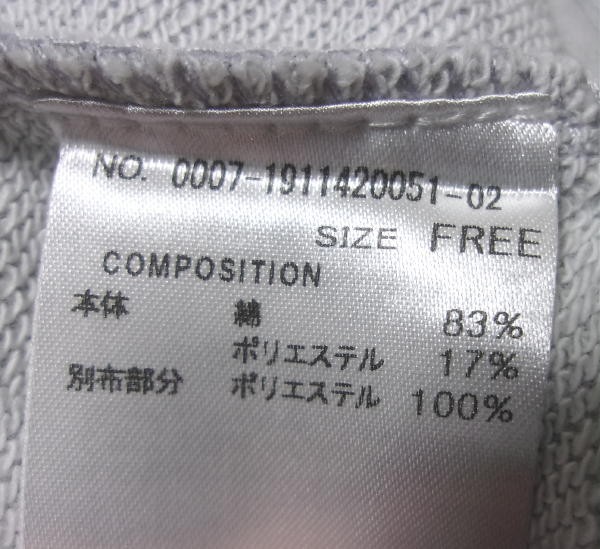 NO. 0007-1911420051-02
SIZE FREE
COMPOSITION
本体 綿 83%
ポリエステル 17%
別布部分 ポリエステル 100%